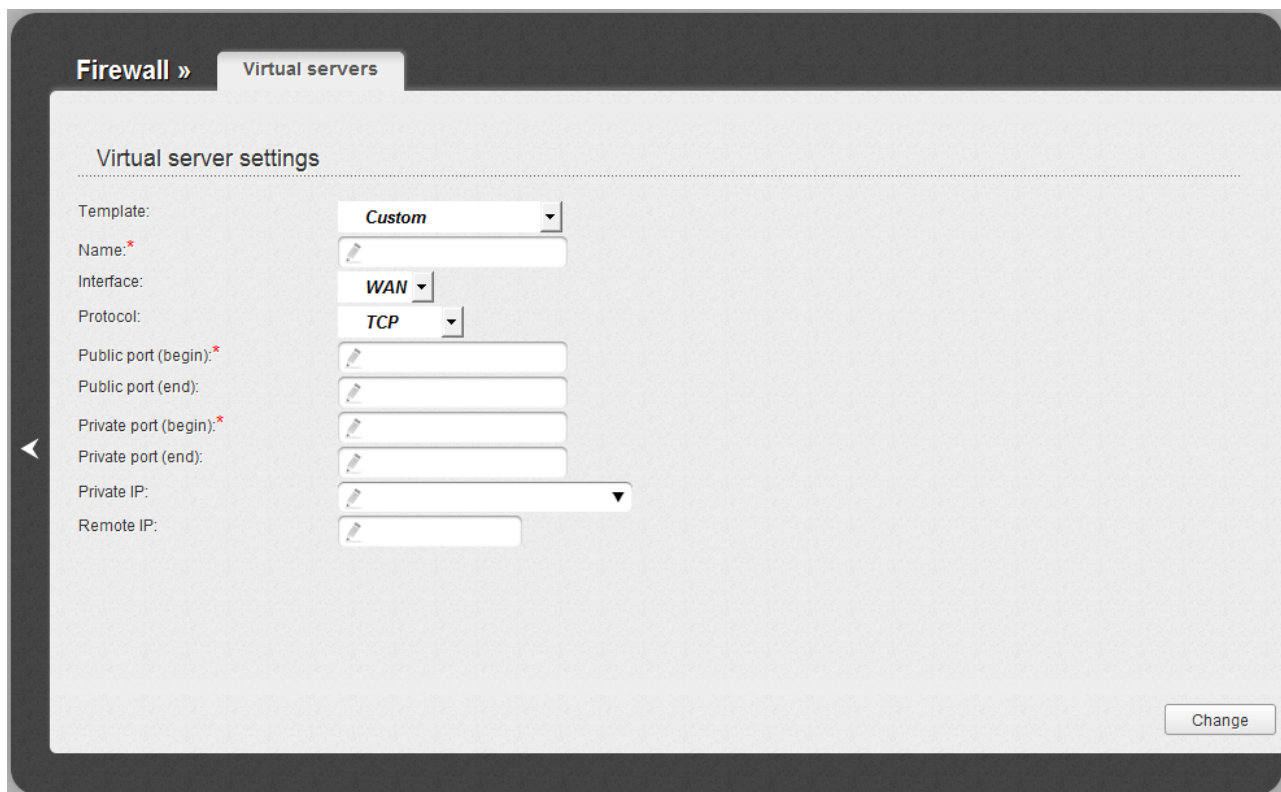 Firewall » Virtual servers
Virtual server settings
Template: Custom
Name:*
Interface: WAN
Protocol: TCP
Public port (begin):*
Public port (end):
Private port (begin):*
Private port (end):
Private IP:
Remote IP:
Change